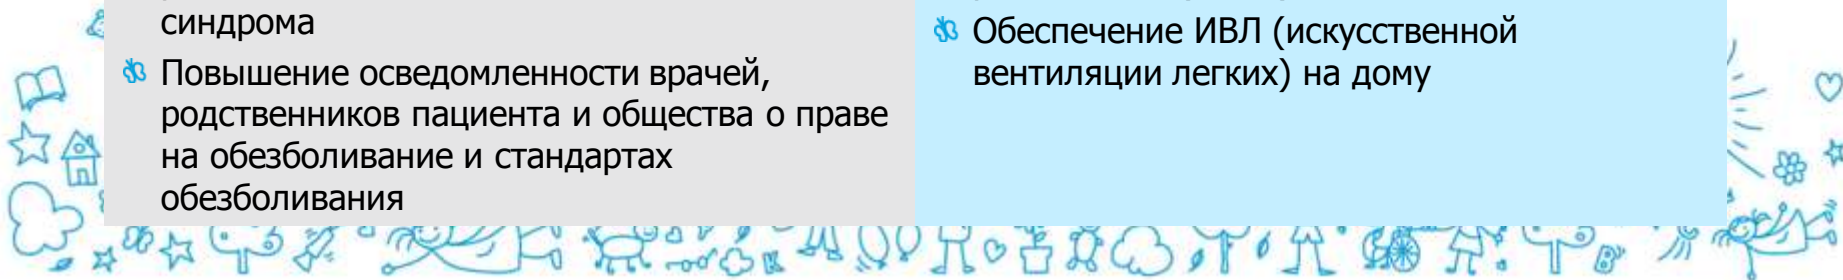 синдрома
Повышение осведомленности врачей,
родственников пациента и общества о праве
на обезболивание и стандартах
обезболивания
Обеспечение ИВЛ (искусственной
вентиляции легких) на дому